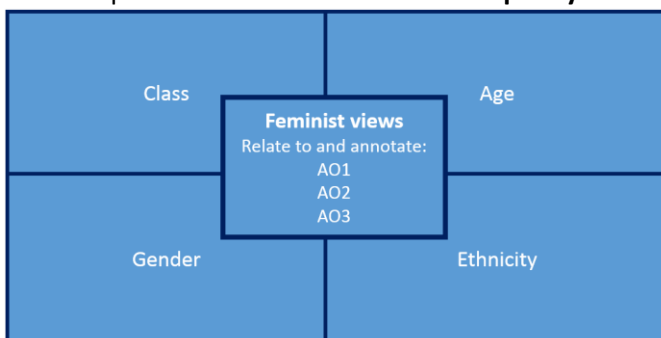 Class
Age
Feminist views
Relate to and annotate:
AO1
AO2
AO3
Gender
Ethnicity